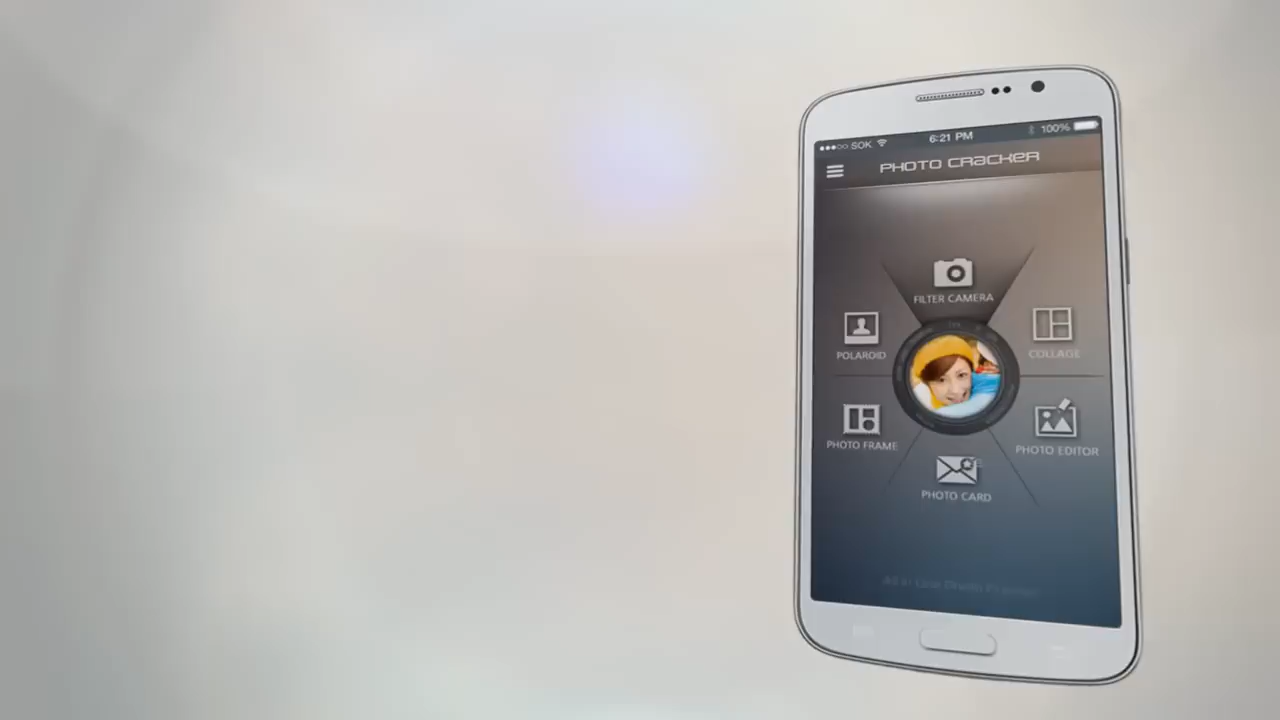 SOK 6:21 PM 100%
PHOTO CRACKER
FILTER CAMERA
POLAROID
COLLAGE
PHOTO FRAME
PHOTO EDITOR
PHOTO CARD